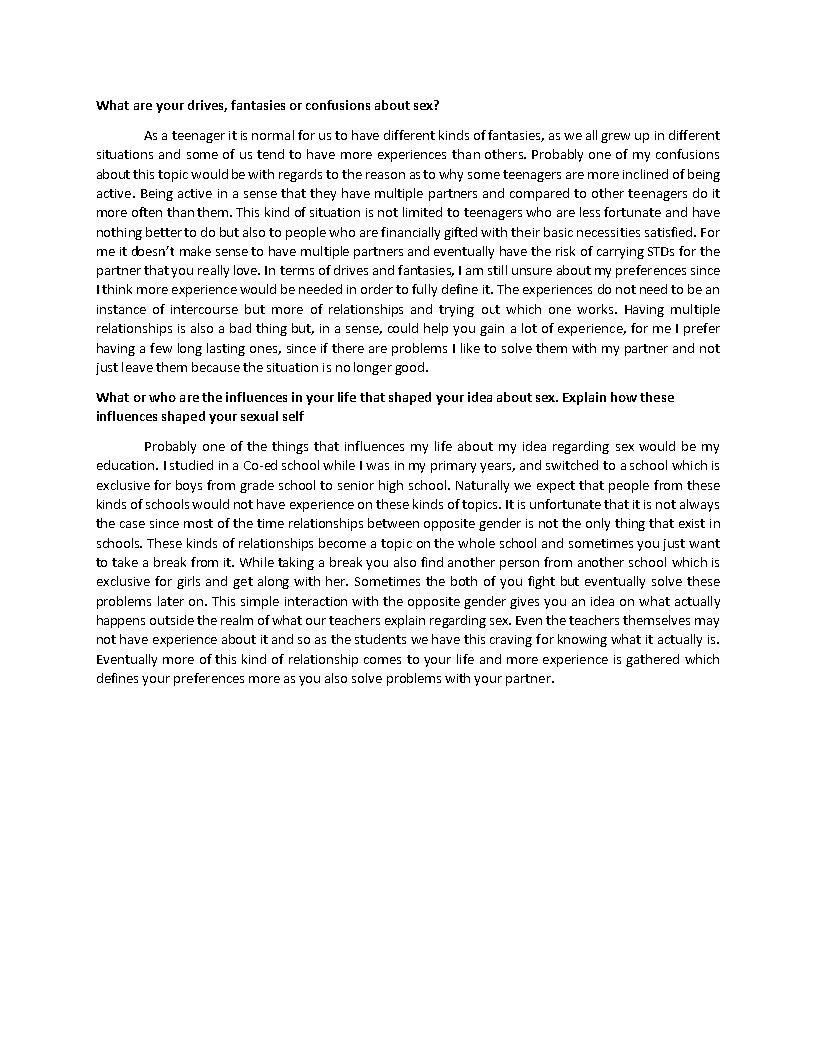 What are your drives, fantasies or confusions about sex?
As a teenager it is normal for us to have different kinds of fantasies, as we all grew up in different
situations and some of us tend to have more experiences than others. Probably one of my confusions
about this topic would be with regards to the reason as to why some teenagers are more inclined of being
active. Being active in a sense that they have multiple partners and compared to other teenagers do it
more often than them. This kind of situation is not limited to teenagers who are less fortunate and have
nothing better to do but also to people who are financially gifted with their basic necessities satisfied. For
me it doesn't make sense to have multiple partners and eventually have the risk of carrying STDs for the
partner that you really love. In terms of drives and fantasies, I am still unsure about my preferences since
I think more experience would be needed in order to fully define it. The experiences do not need to be an
instance of intercourse but more of relationships and trying out which one works. Having multiple
relationships is also a bad thing but, in a sense, could help you gain a lot of experience, for me I prefer
having a few long lasting ones, since if there are problems I like to solve them with my partner and not
just leave them because the situation is no longer good.
What or who are the influences in your life that shaped your idea about sex. Explain how these
influences shaped your sexual self
Probably one of the things that influences my life about my idea regarding sex would be my
education. I studied in a Co-ed school while I was in my primary years, and switched to a school which is
exclusive for boys from grade school to senior high school. Naturally we expect that people from these
kinds of schools would not have experience on these kinds of topics. It is unfortunate that it is not always
the case since most of the time relationships between opposite gender is not the only thing that exist in
schools. These kinds of relationships become a topic on the whole school and sometimes you just want
to take a break from it. While taking a break you also find another person from another school which is
exclusive for girls and get along with her. Sometimes the both of you fight but eventually solve these
problems later on. This simple interaction with the opposite gender gives you an idea on what actually
happens outside the realm of what our teachers explain regarding sex. Even the teachers themselves may
not have experience about it and so as the students we have this craving for knowing what it actually is.
Eventually more of this kind of relationship comes to your life and more experience is gathered which
defines your preferences more as you also solve problems with your partner.